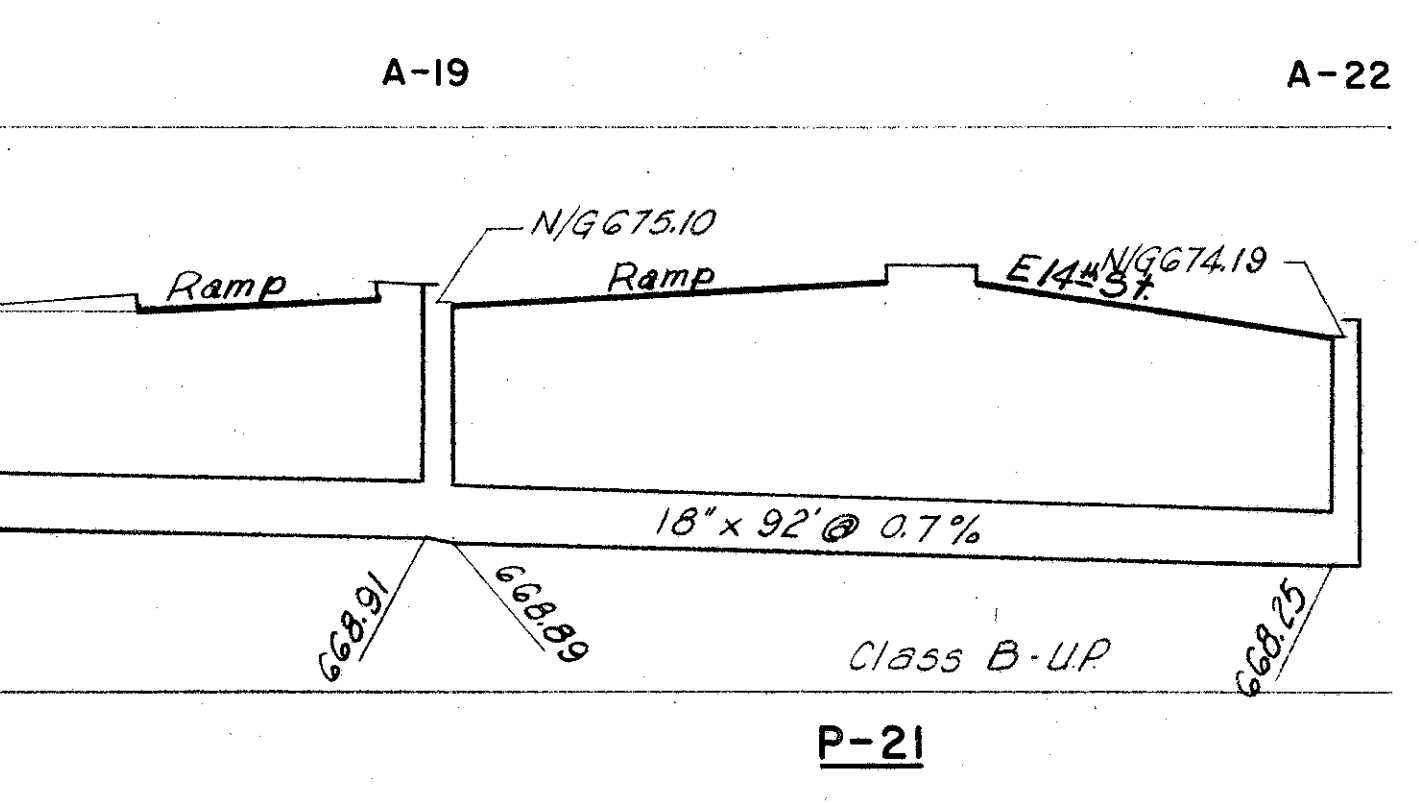 A-19
A-22
N/G 675.10
Ramp
Ramp
E 14th St.
N/G 674.19
18" x 92' @ 0.7%
668.91
668.89
668.25
Class B-U.P.
P-21